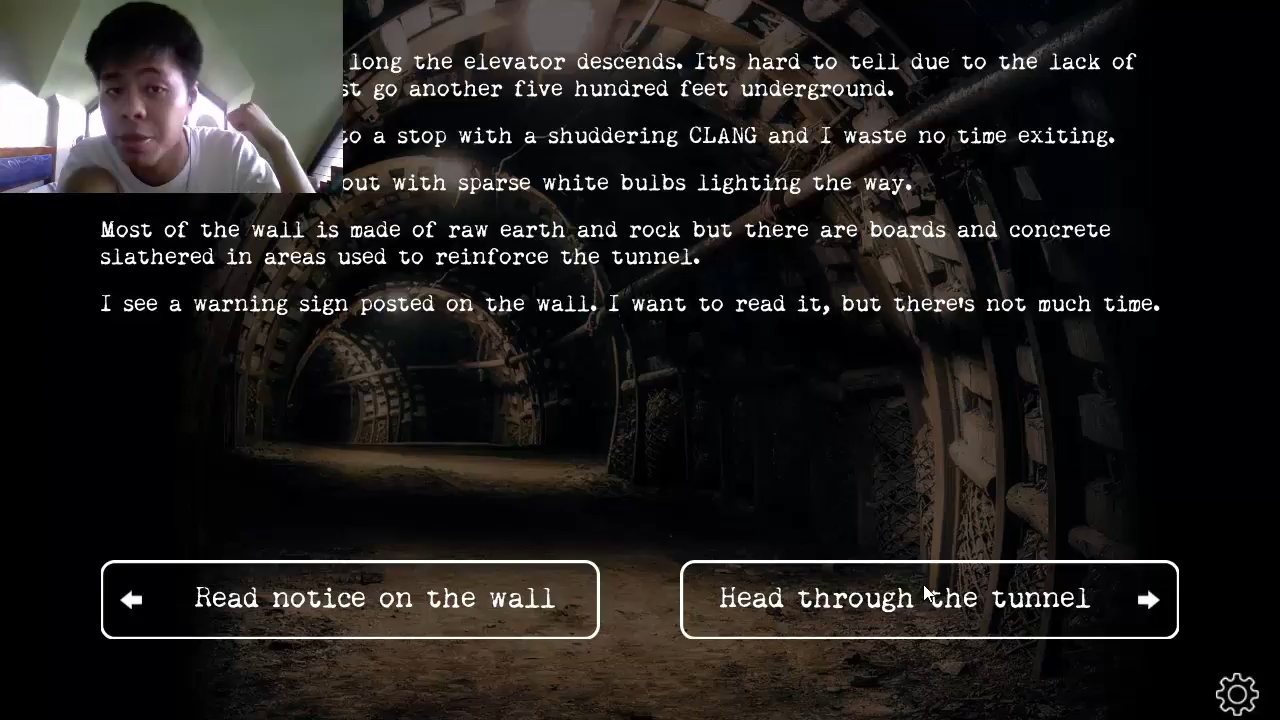 long the elevator descends. It's hard to tell due to the lack of
go another five hundred feet underground.
to a stop with a shuddering CLANG and I waste no time exiting.
out with sparse white bulbs lighting the way.
Most of the wall is made of raw earth and rock but there are boards and concrete
slathered in areas used to reinforce the tunnel.
I see a warning sign posted on the wall. I want to read it, but there's not much time.
Read notice on the wall
Head through the tunnel